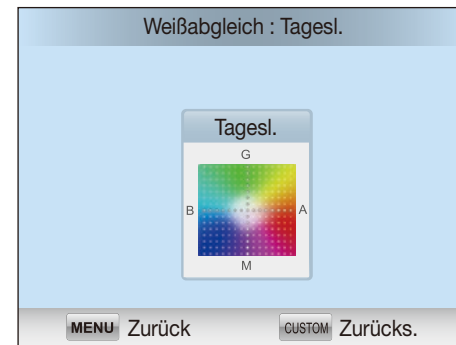 Weißabgleich : Tagesl.
Tagesl.
G
B A
M
MENU Zurück CUSTOM Zurücks.